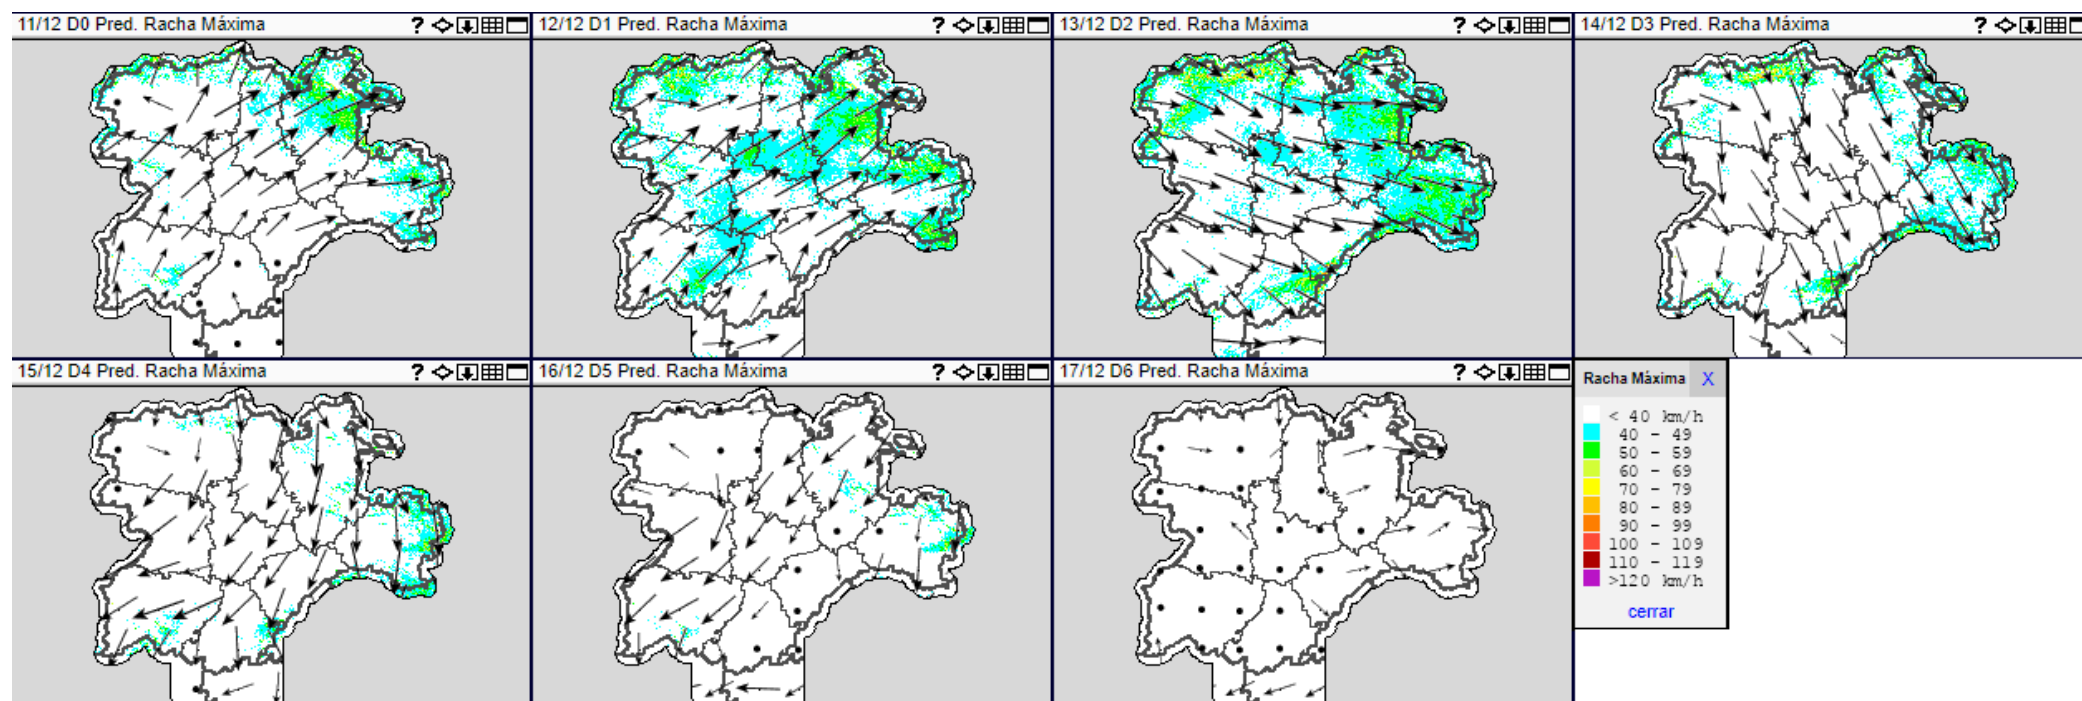 11/12 D0 Pred. Racha Máxima ?
12/12 D1 Pred. Racha Máxima ?
13/12 D2 Pred. Racha Máxima ?
14/12 D3 Pred. Racha Máxima ?
15/12 D4 Pred. Racha Máxima ?
16/12 D5 Pred. Racha Máxima ?
17/12 D6 Pred. Racha Máxima ?
Racha Máxima X
< 40 km/h
40 - 49
50 - 59
60 - 69
70 - 79
80 - 89
90 - 99
100 - 109
110 - 119
>120 km/h
cerrar